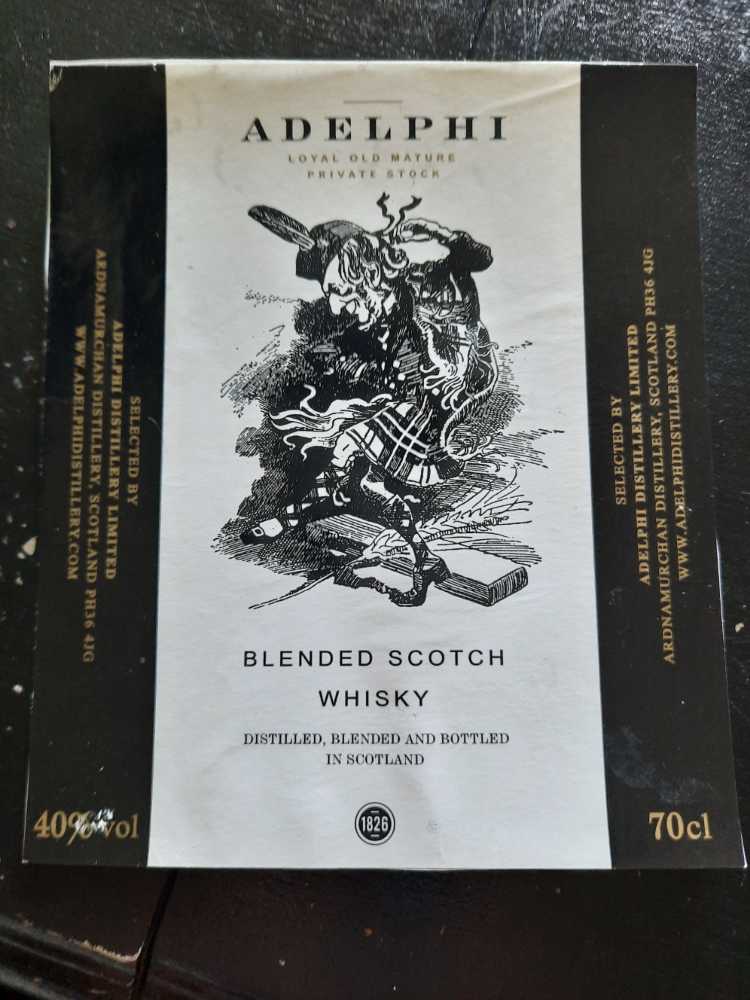 ADELPHI
LOYAL OLD MATURE
PRIVATE STOCK
SELECTED BY
ADELPHI DISTILLERY LIMITED
ARDNAMURCHAN DISTILLERY, SCOTLAND PH36 4JG
WWW.ADELPHIDISTILLERY.COM
SELECTED BY
ADELPHI DISTILLERY LIMITED
ARDNAMURCHAN DISTILLERY, SCOTLAND PH36 4JG
WWW.ADELPHIDISTILLERY.COM
BLENDED SCOTCH
WHISKY
DISTILLED, BLENDED AND BOTTLED
IN SCOTLAND
40%vol
1826
70cl